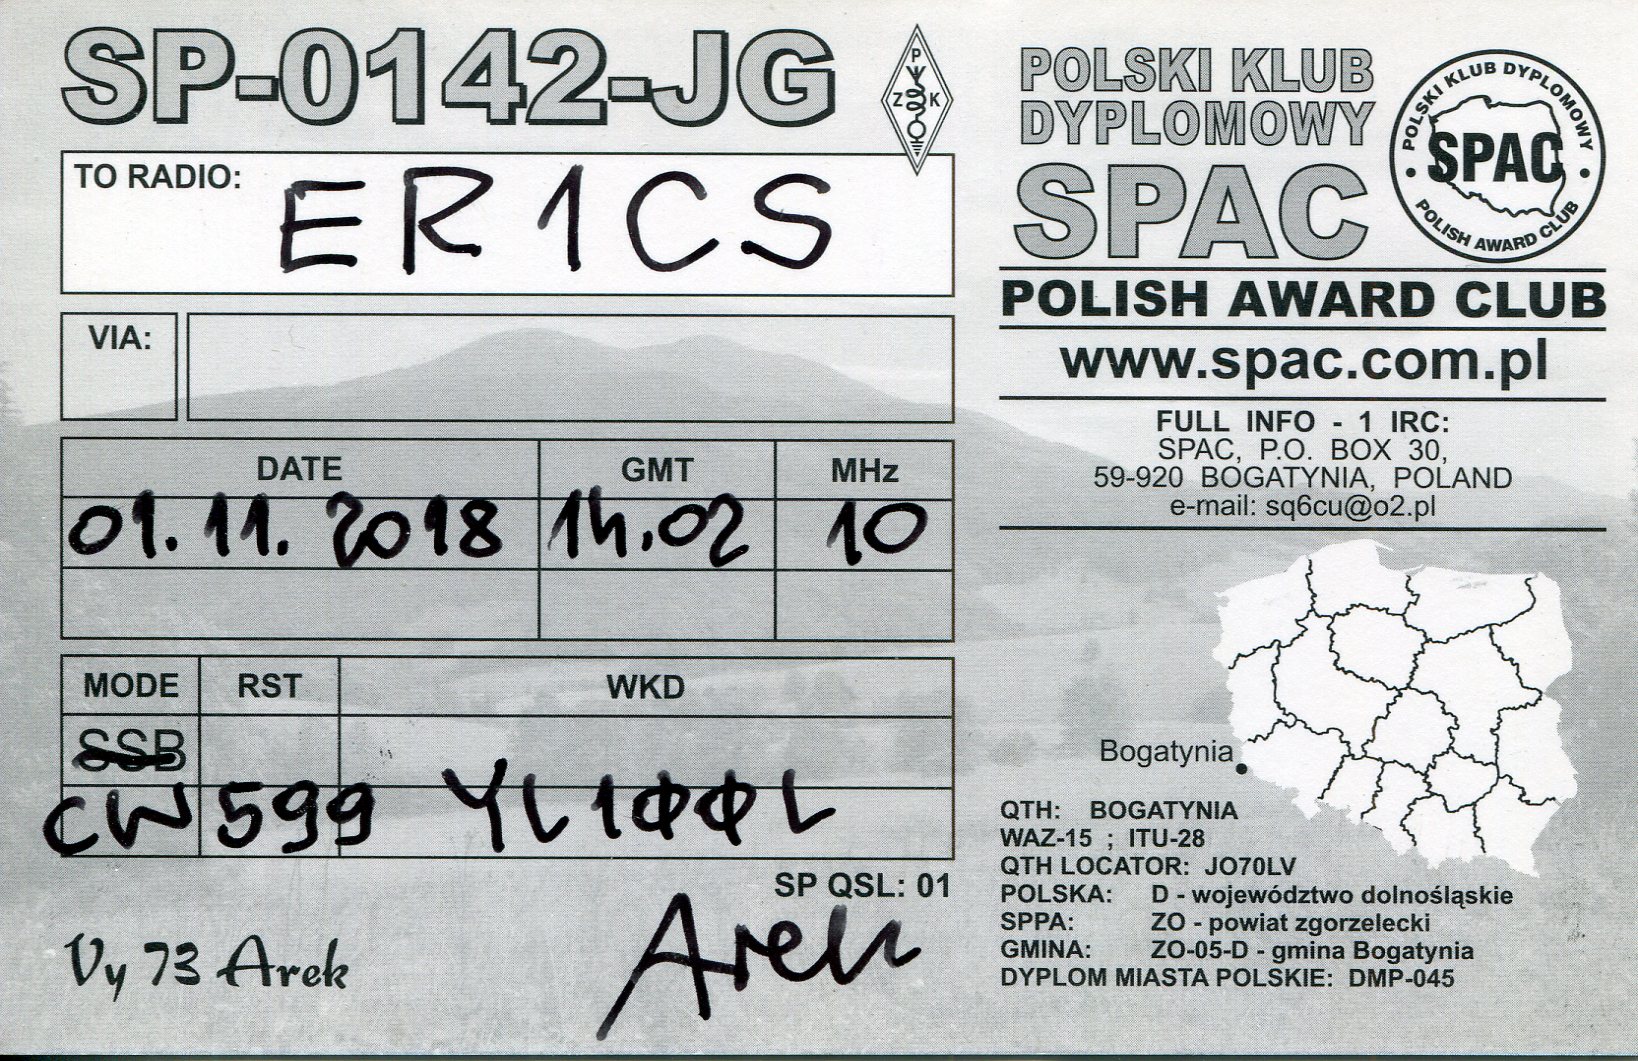 SP-0142-JG
PZK
TO RADIO: ER1CS
VIA:
DATE GMT MHz
01.11.2018 14.02 10
MODE RST WKD
SSB
CW 599 YL100L
SP QSL: 01
Vy 73 Arek
Arek
POLSKI KLUB
DYPLOMOWY
SPAC
POLSKI KLUB DYPLOMOWY
SPAC
POLISH AWARD CLUB
POLISH AWARD CLUB
www.spac.com.pl
FULL INFO - 1 IRC:
SPAC, P.O. BOX 30,
59-920 BOGATYNIA, POLAND
e-mail: sq6cu@o2.pl
Bogatynia
QTH: BOGATYNIA
WAZ-15 ; ITU-28
QTH LOCATOR: JO70LV
POLSKA: D - województwo dolnośląskie
SPPA: ZO - powiat zgorzelecki
GMINA: ZO-05-D - gmina Bogatynia
DYPLOM MIASTA POLSKIE: DMP-045